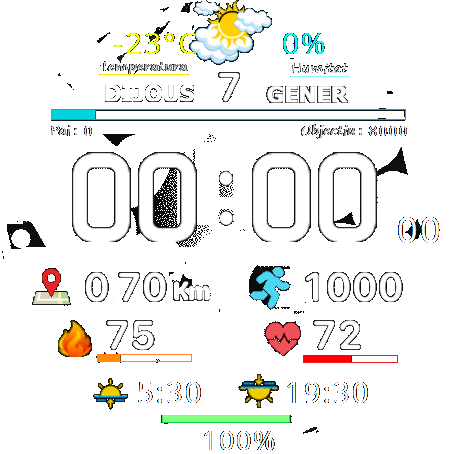 -23°C 0%
Temperatura Humitat
DIJOUS 7 GENER
Pai: 0 Objectiu: 8000
00:00 00
0 70 Km 1000
75 72
5:30 19:30
100%